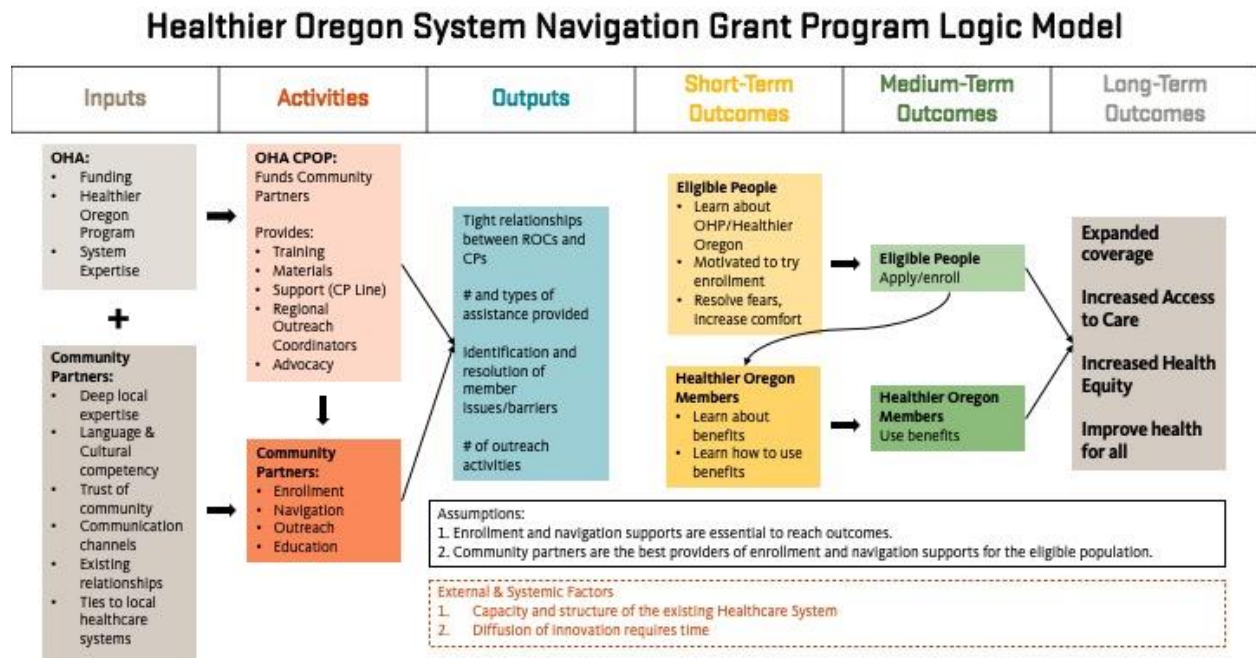 Healthier Oregon System Navigation Grant Program Logic Model
Inputs
Activities
Outputs
Short-Term
Outcomes
Medium-Term
Outcomes
Long-Term
Outcomes
OHA:
• Funding
• Healthier
Oregon
Program
• System
Expertise
+
Community
Partners:
• Deep local
expertise
• Language &
Cultural
competency
• Trust of
community
• Communication
channels
• Existing
relationships
• Ties to local
healthcare
systems
OHA CPOP:
Funds Community
Partners
Provides:
• Training
• Materials
• Support (CP Line)
• Regional
Outreach
Coordinators
• Advocacy
Community
Partners:
• Enrollment
• Navigation
• Outreach
• Education
Tight relationships
between ROCs and
CPs
# and types of
assistance provided
Identification and
resolution of
member
issues/barriers
# of outreach
activities
Eligible People
• Learn about
OHP/Healthier
Oregon
• Motivated to try
enrollment
• Resolve fears,
increase comfort
Healthier Oregon
Members
• Learn about
benefits
• Learn how to use
benefits
Eligible People
Apply/enroll
Healthier Oregon
Members
Use benefits
Expanded
coverage
Increased Access
to Care
Increased Health
Equity
Improve health
for all
Assumptions:
1. Enrollment and navigation supports are essential to reach outcomes.
2. Community partners are the best providers of enrollment and navigation supports for the eligible population.
External & Systemic Factors
1. Capacity and structure of the existing Healthcare System
2. Diffusion of innovation requires time